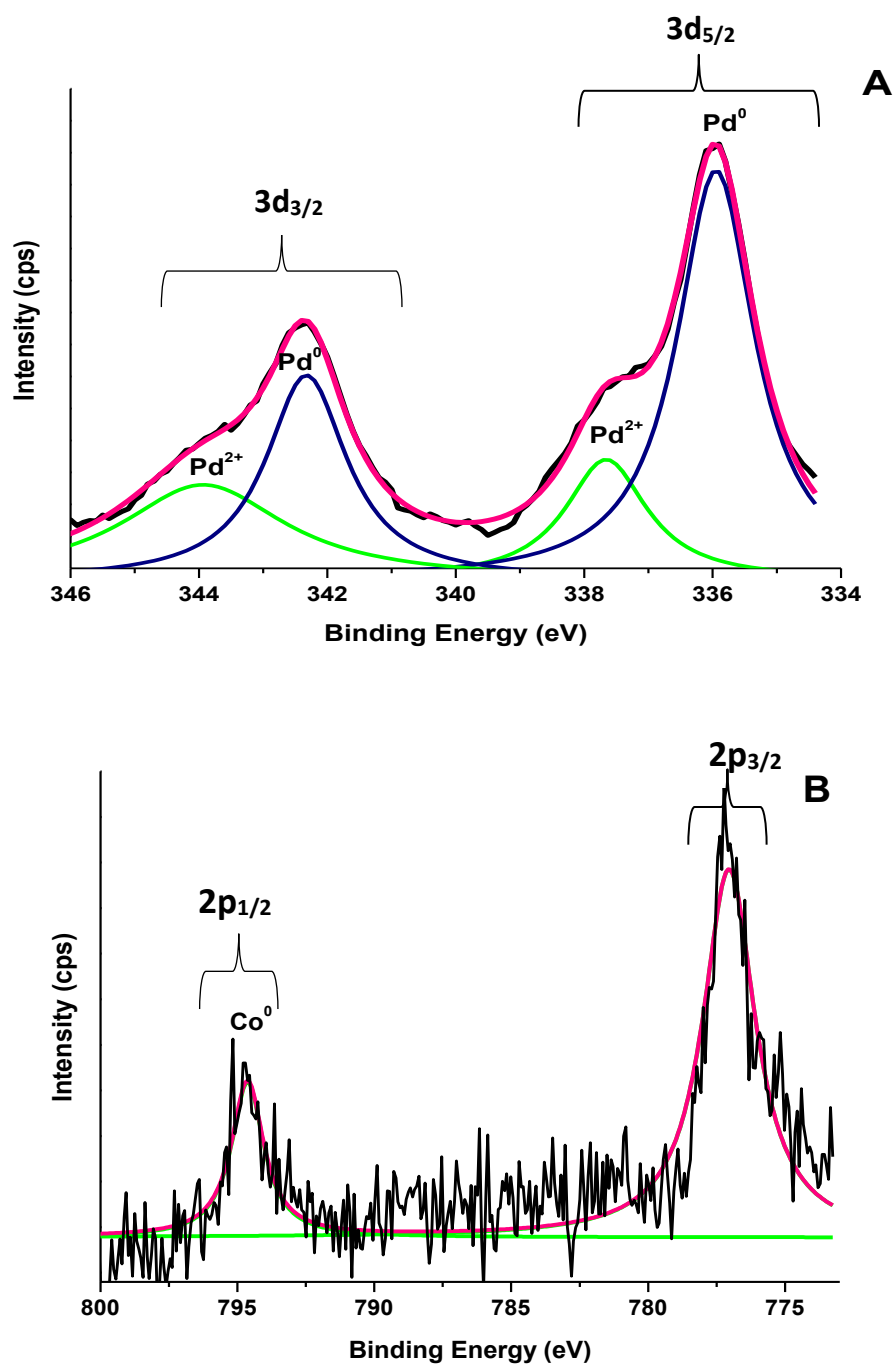 3d5/2
A
Pd0
3d3/2
Pd0
Pd2+
Pd2+
Intensity (cps)
346 344 342 340 338 336 334
Binding Energy (eV)
2p3/2
B
2p1/2
Co0
Intensity (cps)
800 795 790 785 780 775
Binding Energy (eV)